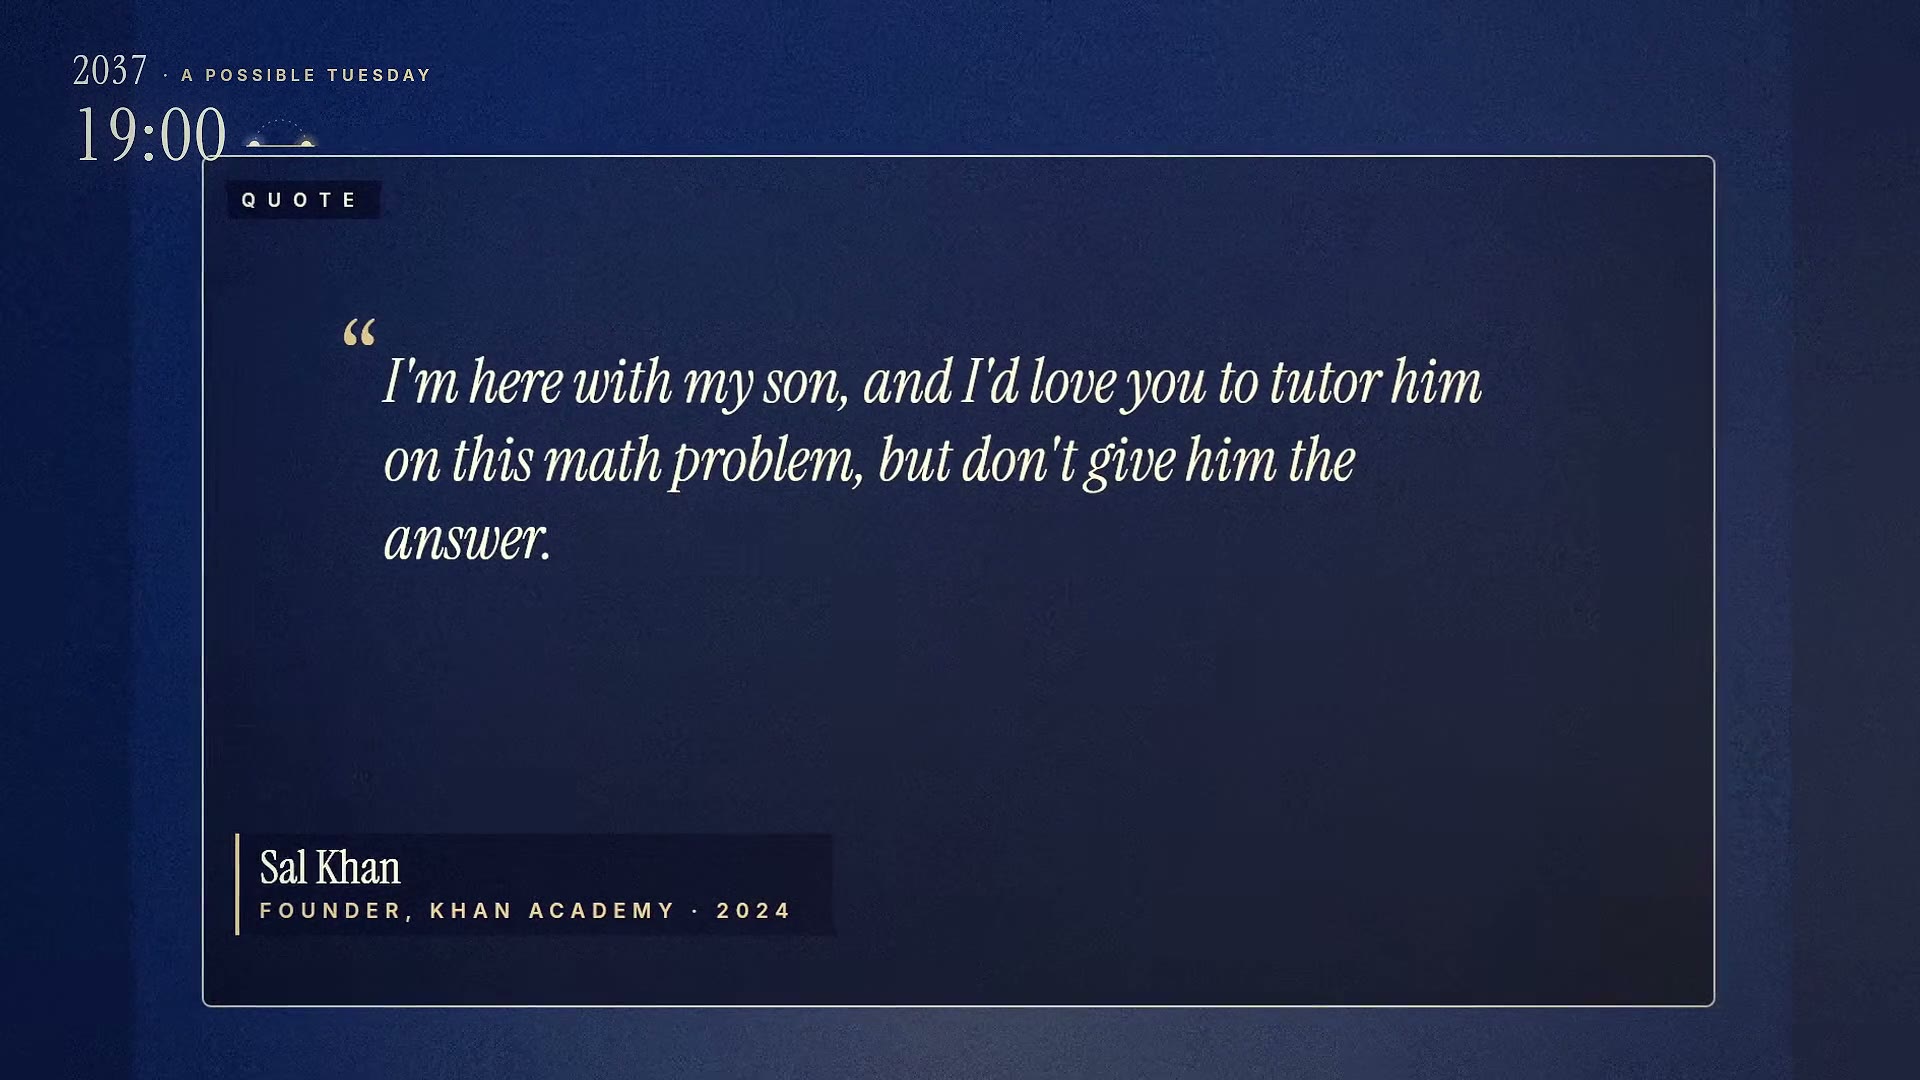 2037 · A POSSIBLE TUESDAY
19:00
QUOTE
“
I'm here with my son, and I'd love you to tutor him
on this math problem, but don't give him the
answer.
Sal Khan
FOUNDER, KHAN ACADEMY · 2024